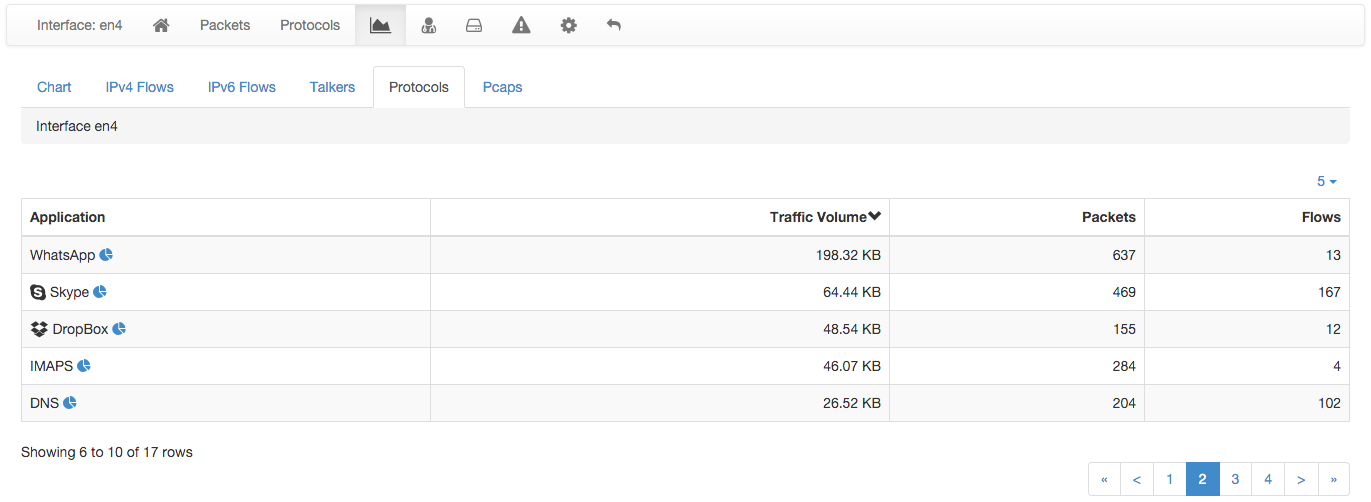 Interface: en4 Packets Protocols
Chart IPv4 Flows IPv6 Flows Talkers Protocols Pcaps
Interface en4
5
Application Traffic Volume Packets Flows
WhatsApp 198.32 KB 637 13
Skype 64.44 KB 469 167
DropBox 48.54 KB 155 12
IMAPS 46.07 KB 284 4
DNS 26.52 KB 204 102
Showing 6 to 10 of 17 rows
« < 1 2 3 4 > »